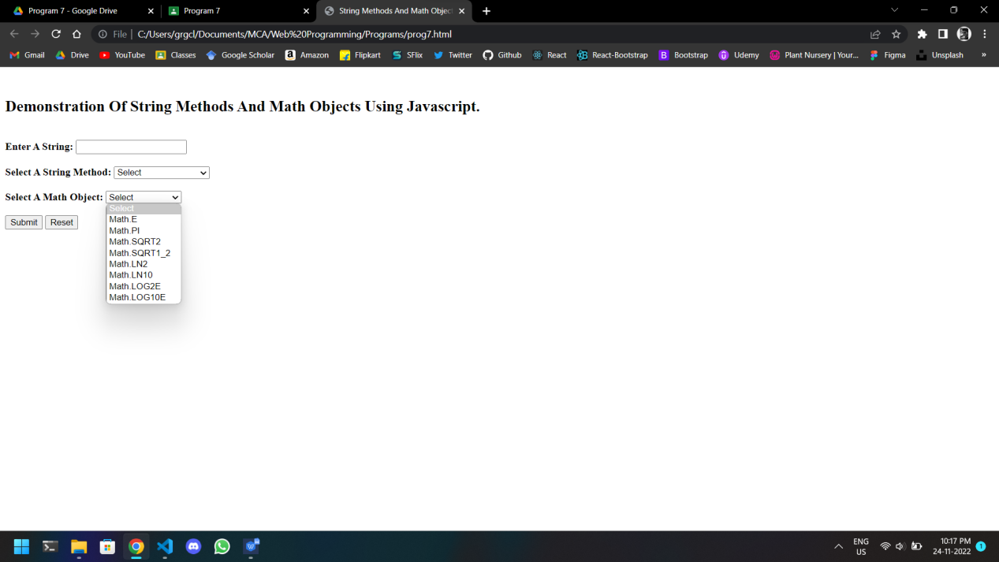 Program 7 - Google Drive
Program 7
String Methods And Math Objec
File
C:/Users/grgcl/Documents/MCA/Web%20Programming/Programs/prog7.html
Gmail Drive YouTube Classes Google Scholar Amazon Flipkart SFlix Twitter Github React React-Bootstrap Bootstrap Udemy Plant Nursery | Your... Figma Unsplash »
Demonstration Of String Methods And Math Objects Using Javascript.
Enter A String:
Select A String Method: Select
Select A Math Object: Select
Select
Math.E
Math.PI
Math.SQRT2
Math.SQRT1_2
Math.LN2
Math.LN10
Math.LOG2E
Math.LOG10E
Submit Reset
ENG
US
10:17 PM
24-11-2022
1